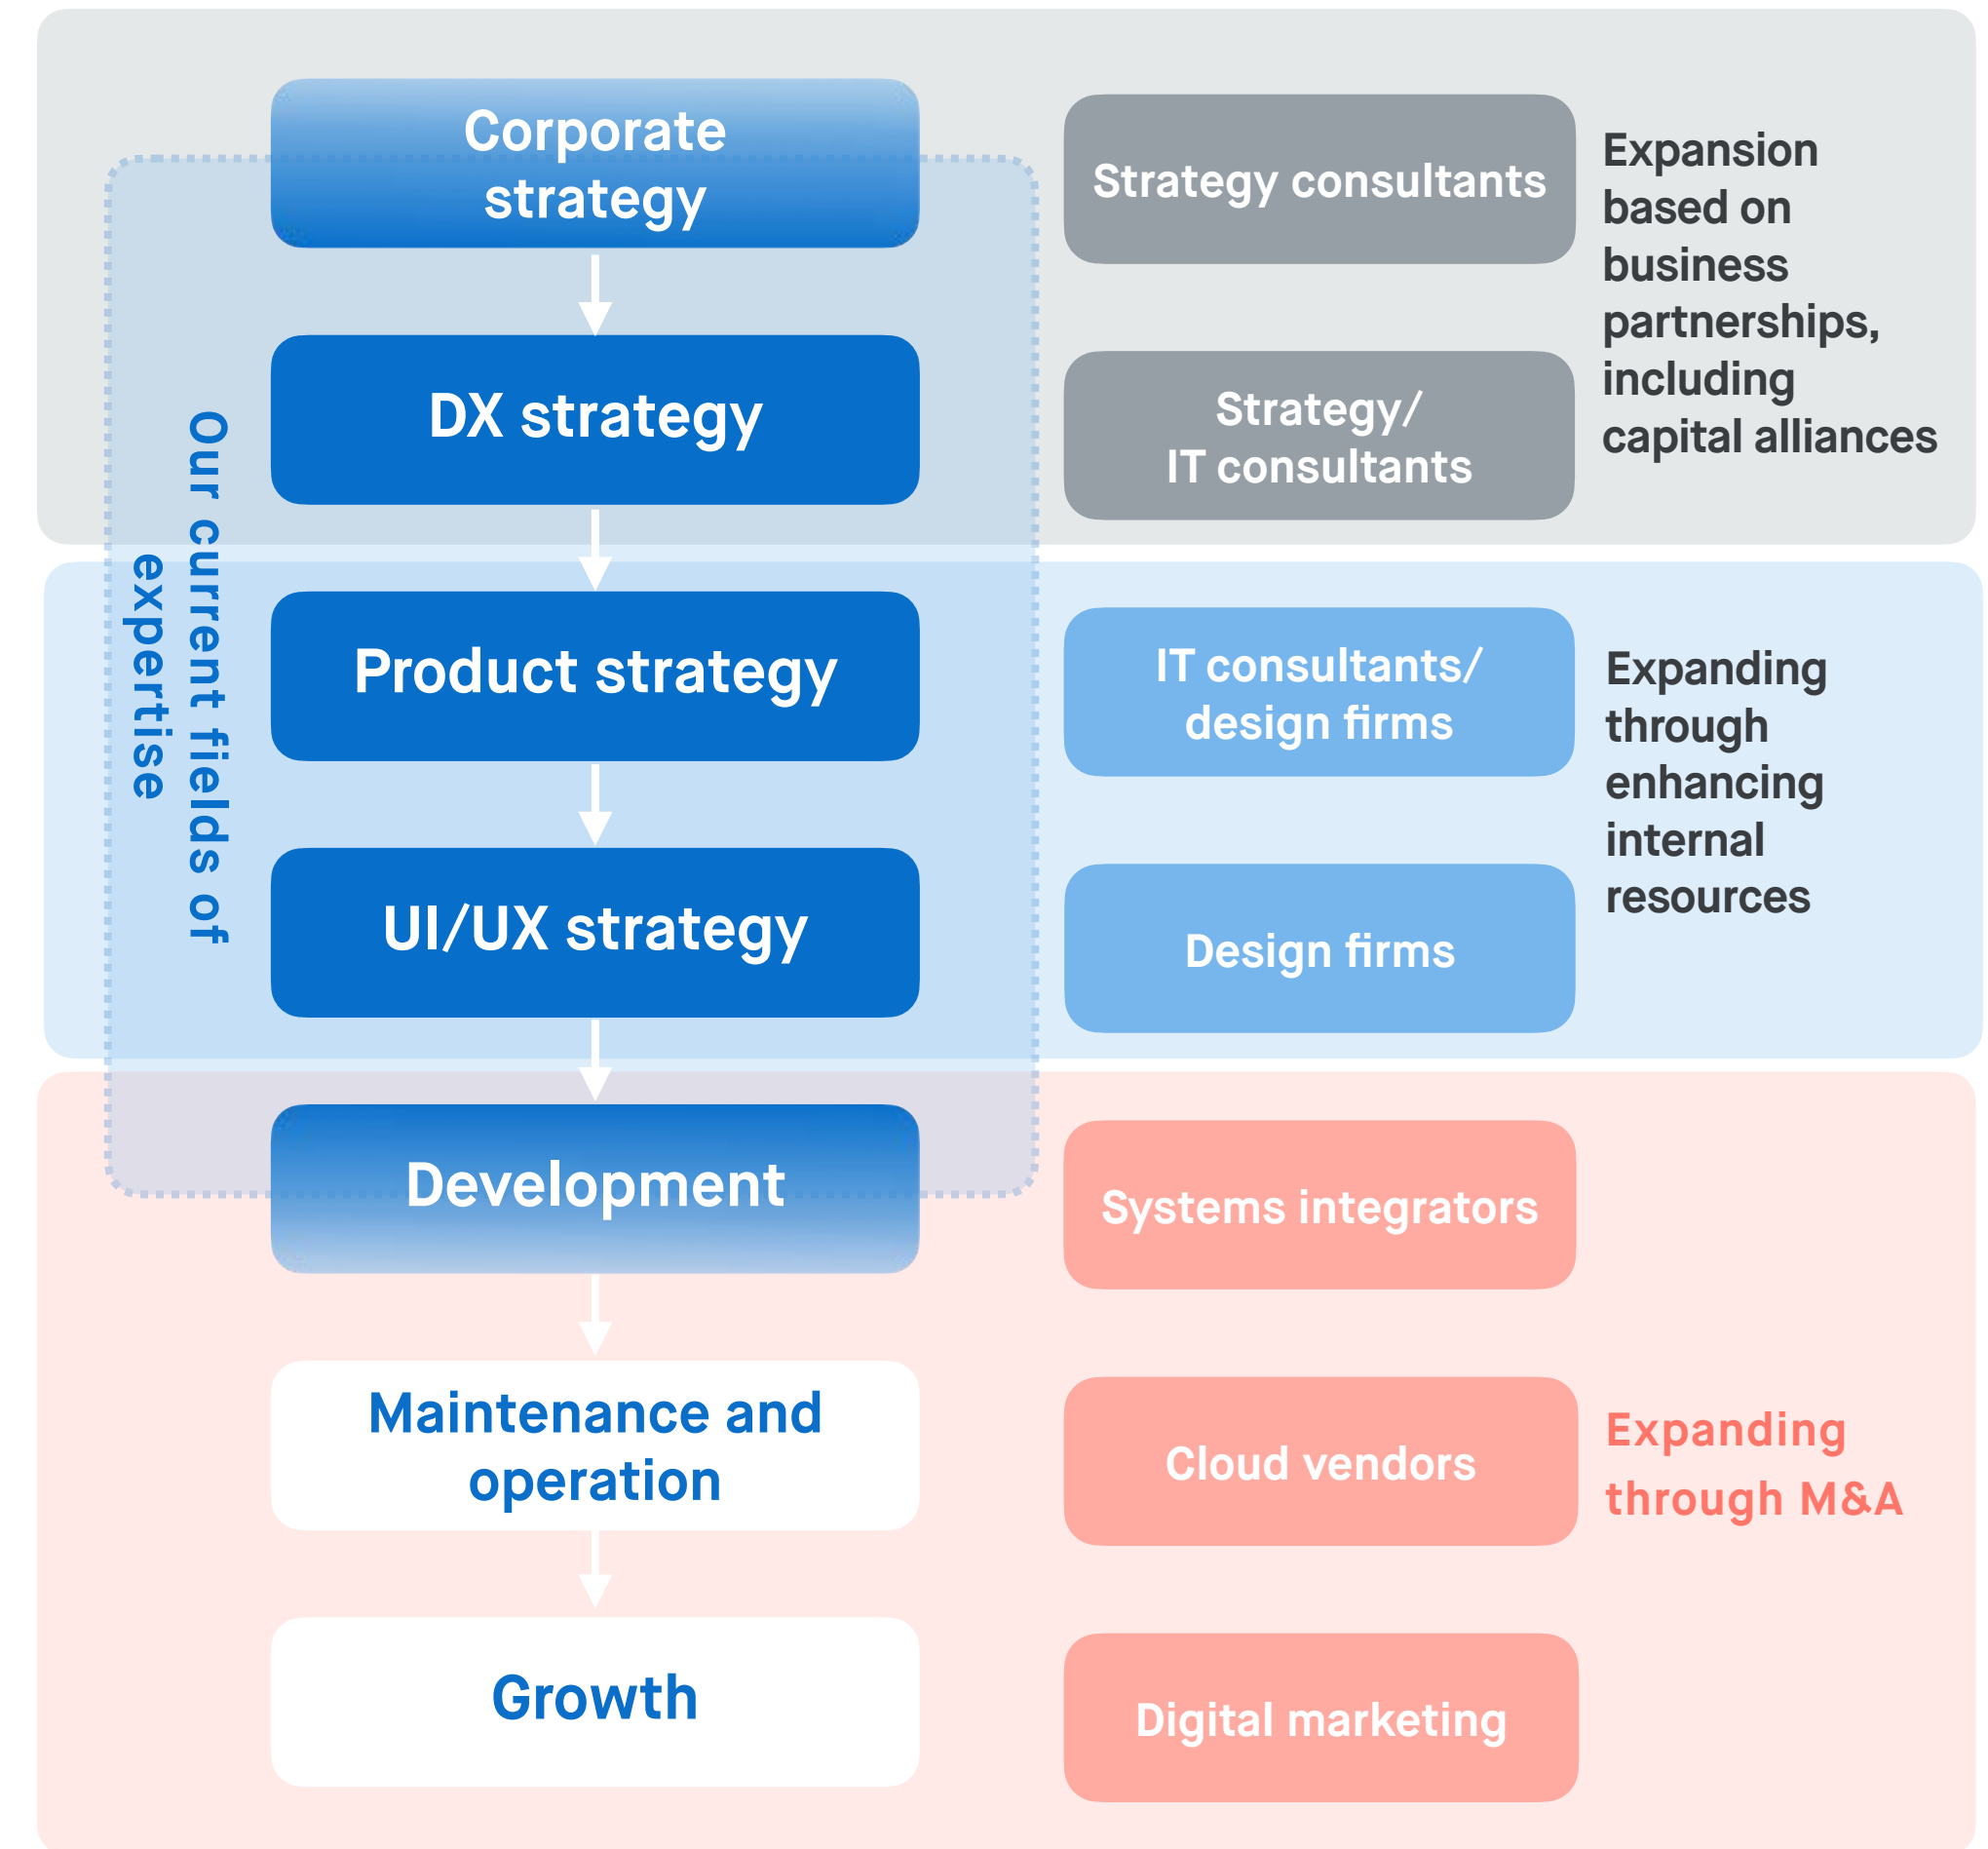 Corporate
strategy
Strategy consultants
Expansion
based on
business
partnerships,
including
capital alliances
DX strategy
Strategy/
IT consultants
Our current fields of
expertise
Product strategy
IT consultants/
design firms
Expanding
through
enhancing
internal
resources
UI/UX strategy
Design firms
Development
Systems integrators
Maintenance and
operation
Cloud vendors
Expanding
through M&A
Growth
Digital marketing